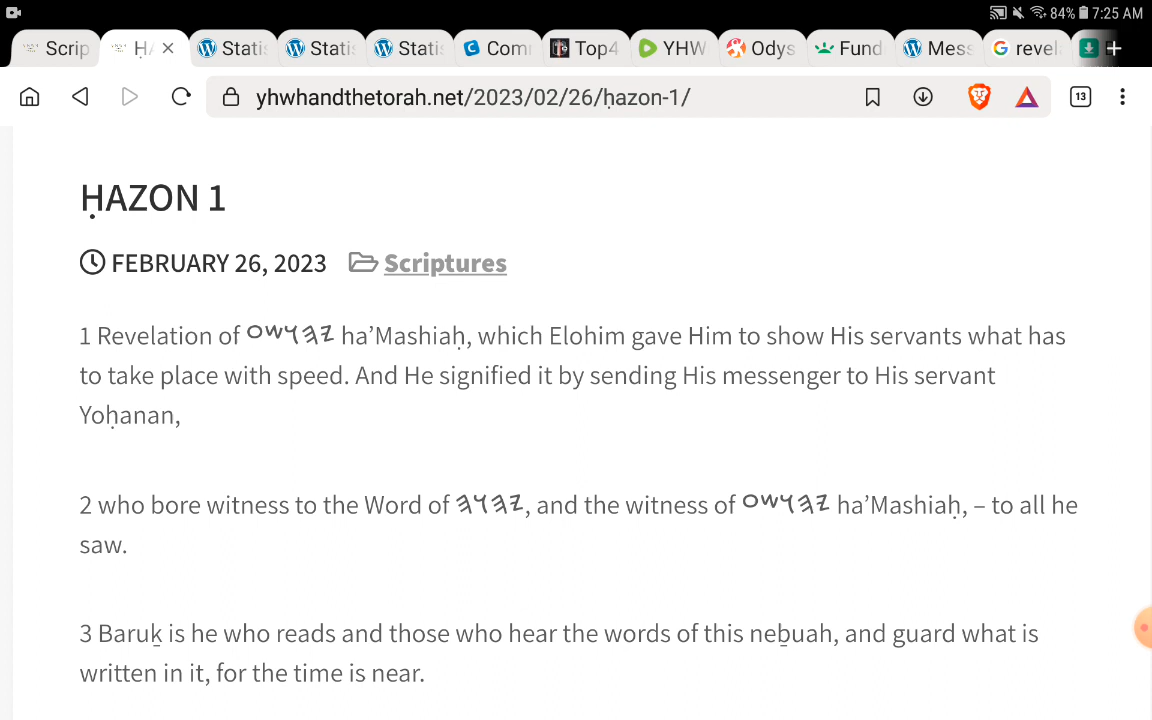 84% 7:25 AM
Scrip Stati Stati Stati Com Top4 YHW Odys Fund Mess revel
yhwhandthetorah.net/2023/02/26/ḥazon-1/ 13
ḤAZON 1
FEBRUARY 26, 2023 Scriptures
1 Revelation of 𐤉𐤄𐤅𐤔𐤏 ha’Mashiaḥ, which Elohim gave Him to show His servants what has
to take place with speed. And He signified it by sending His messenger to His servant
Yoḥanan,
2 who bore witness to the Word of 𐤉𐤄𐤅𐤄, and the witness of 𐤉𐤄𐤅𐤔𐤏 ha’Mashiaḥ, – to all he
saw.
3 Baruḵ is he who reads and those who hear the words of this neḇuah, and guard what is
written in it, for the time is near.